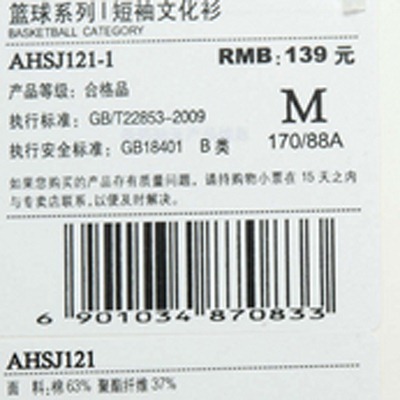 篮球系列 | 短袖文化衫
BASKETBALL CATEGORY
AHSJ121-1 RMB: 139 元
产品等级: 合格品
执行标准: GB/T22853-2009
执行安全标准: GB18401 B 类
M
170/88A
如果您购买的产品存有质量问题, 请持购物小票在 15 天之内
与专卖店联系, 以便及时解决。
6 901034 870833
AHSJ121
面 料: 棉 63% 聚酯纤维 37%